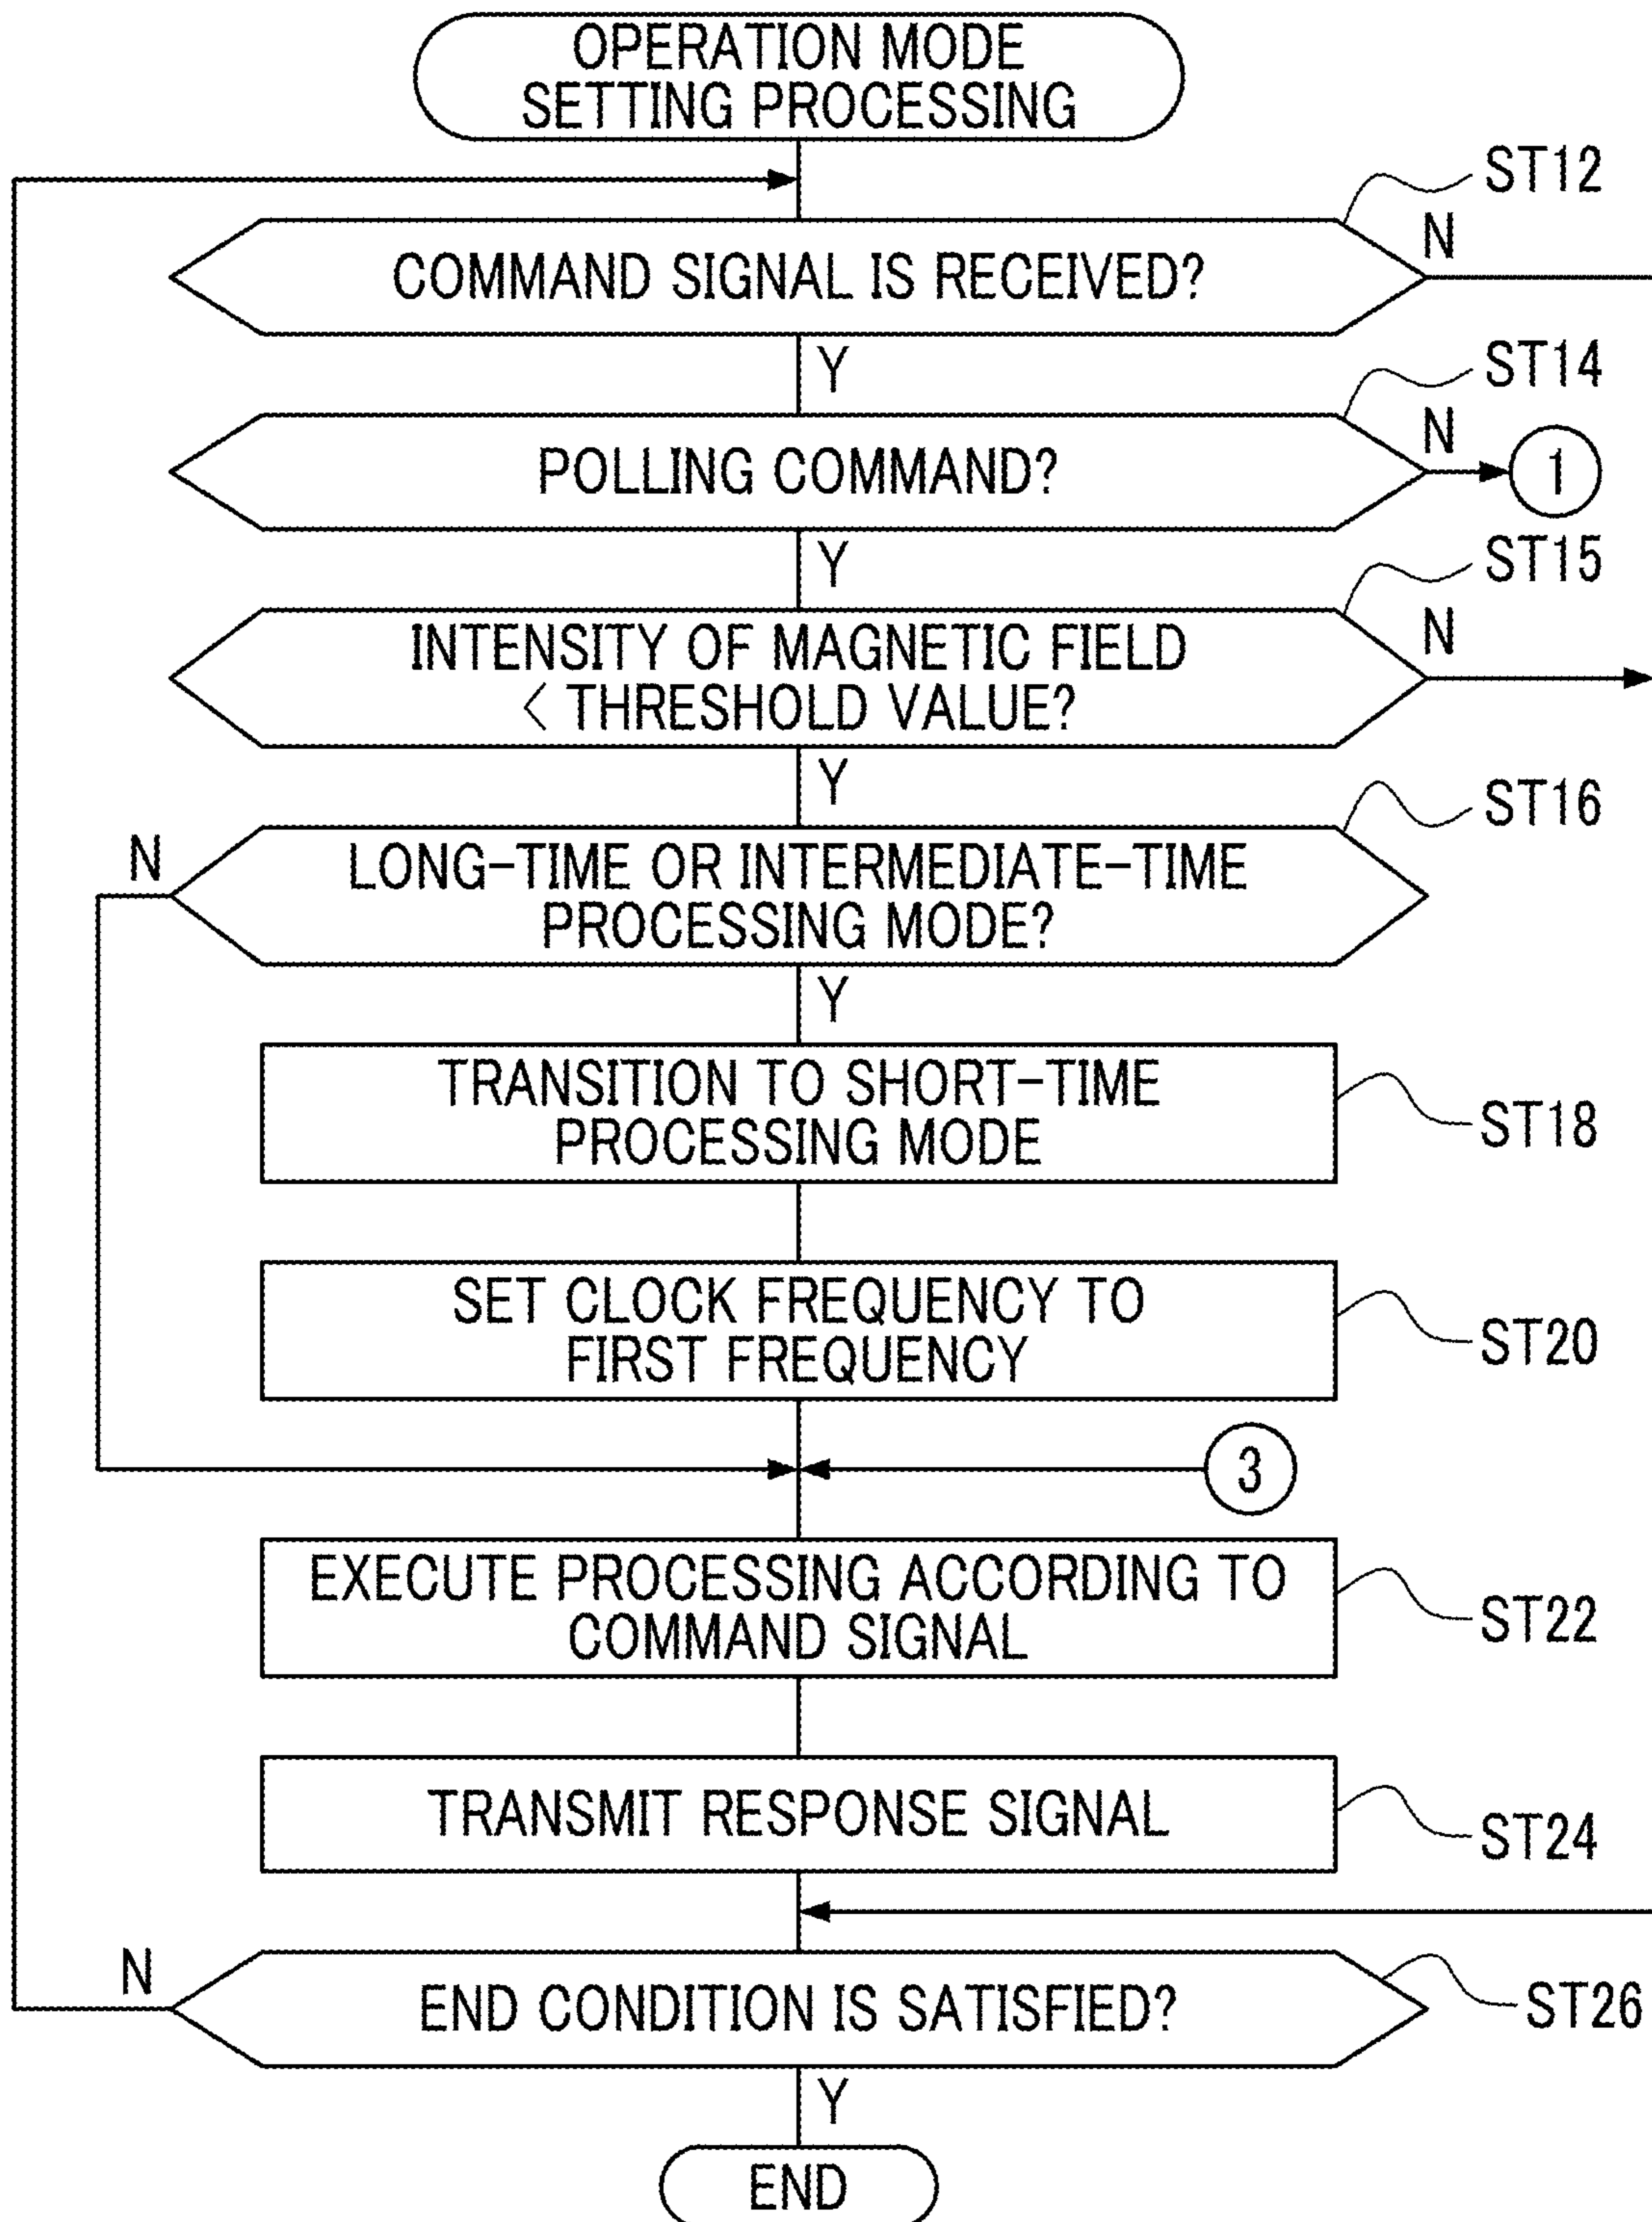 OPERATION MODE
SETTING PROCESSING
ST12
COMMAND SIGNAL IS RECEIVED?
N
Y
ST14
POLLING COMMAND?
N
1
Y
ST15
INTENSITY OF MAGNETIC FIELD
< THRESHOLD VALUE?
N
Y
ST16
N
LONG-TIME OR INTERMEDIATE-TIME
PROCESSING MODE?
Y
TRANSITION TO SHORT-TIME
PROCESSING MODE
ST18
SET CLOCK FREQUENCY TO
FIRST FREQUENCY
ST20
3
EXECUTE PROCESSING ACCORDING TO
COMMAND SIGNAL
ST22
TRANSMIT RESPONSE SIGNAL
ST24
N
END CONDITION IS SATISFIED?
ST26
Y
END